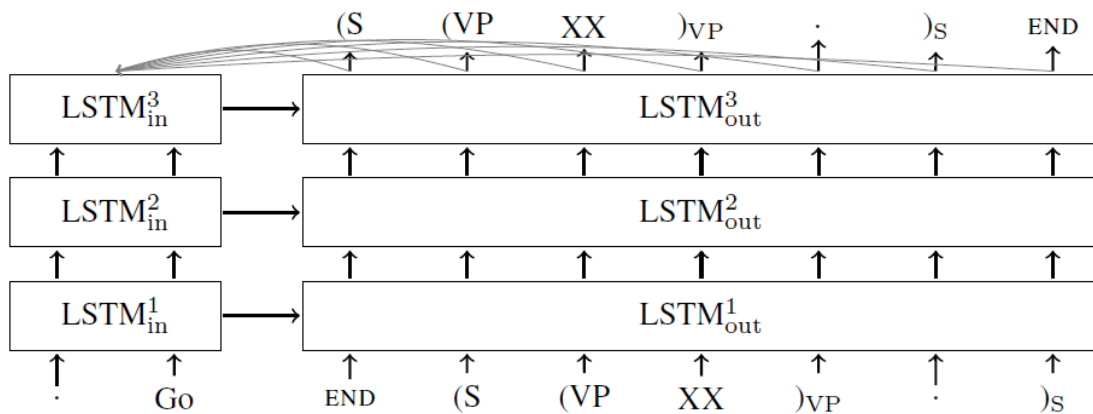 (S (VP XX )VP . )S END
LSTM³in LSTM³out
LSTM²in LSTM²out
LSTM¹in LSTM¹out
. Go END (S (VP XX )VP . )S